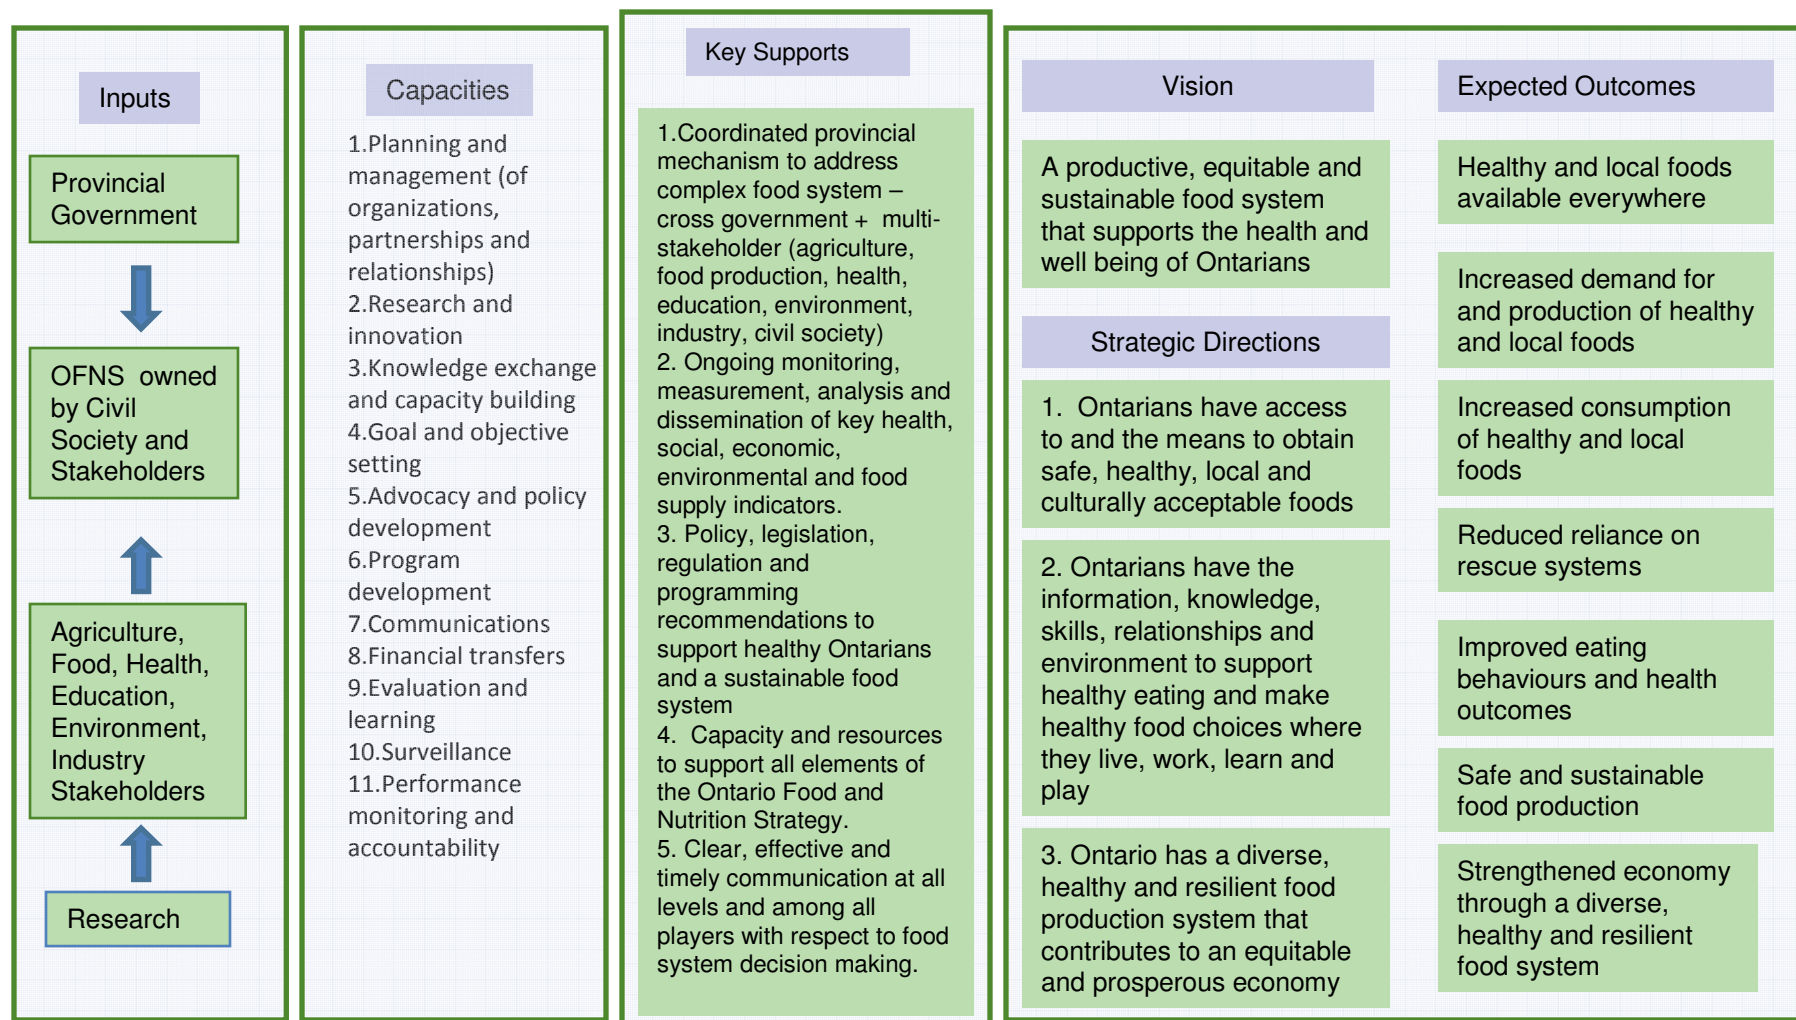 Inputs
Provincial
Government
OFNS owned
by Civil
Society and
Stakeholders
Agriculture,
Food, Health,
Education,
Environment,
Industry
Stakeholders
Research
Capacities
1.Planning and
management (of
organizations,
partnerships and
relationships)
2.Research and
innovation
3.Knowledge exchange
and capacity building
4.Goal and objective
setting
5.Advocacy and policy
development
6.Program
development
7.Communications
8.Financial transfers
9.Evaluation and
learning
10.Surveillance
11.Performance
monitoring and
accountability
Key Supports
1.Coordinated provincial
mechanism to address
complex food system –
cross government + multi-
stakeholder (agriculture,
food production, health,
education, environment,
industry, civil society)
2. Ongoing monitoring,
measurement, analysis and
dissemination of key health,
social, economic,
environmental and food
supply indicators.
3. Policy, legislation,
regulation and
programming
recommendations to
support healthy Ontarians
and a sustainable food
system
4. Capacity and resources
to support all elements of
the Ontario Food and
Nutrition Strategy.
5. Clear, effective and
timely communication at all
levels and among all
players with respect to food
system decision making.
Vision
A productive, equitable and
sustainable food system
that supports the health and
well being of Ontarians
Strategic Directions
1. Ontarians have access
to and the means to obtain
safe, healthy, local and
culturally acceptable foods
2. Ontarians have the
information, knowledge,
skills, relationships and
environment to support
healthy eating and make
healthy food choices where
they live, work, learn and
play
3. Ontario has a diverse,
healthy and resilient food
production system that
contributes to an equitable
and prosperous economy
Expected Outcomes
Healthy and local foods
available everywhere
Increased demand for
and production of healthy
and local foods
Increased consumption
of healthy and local
foods
Reduced reliance on
rescue systems
Improved eating
behaviours and health
outcomes
Safe and sustainable
food production
Strengthened economy
through a diverse,
healthy and resilient
food system